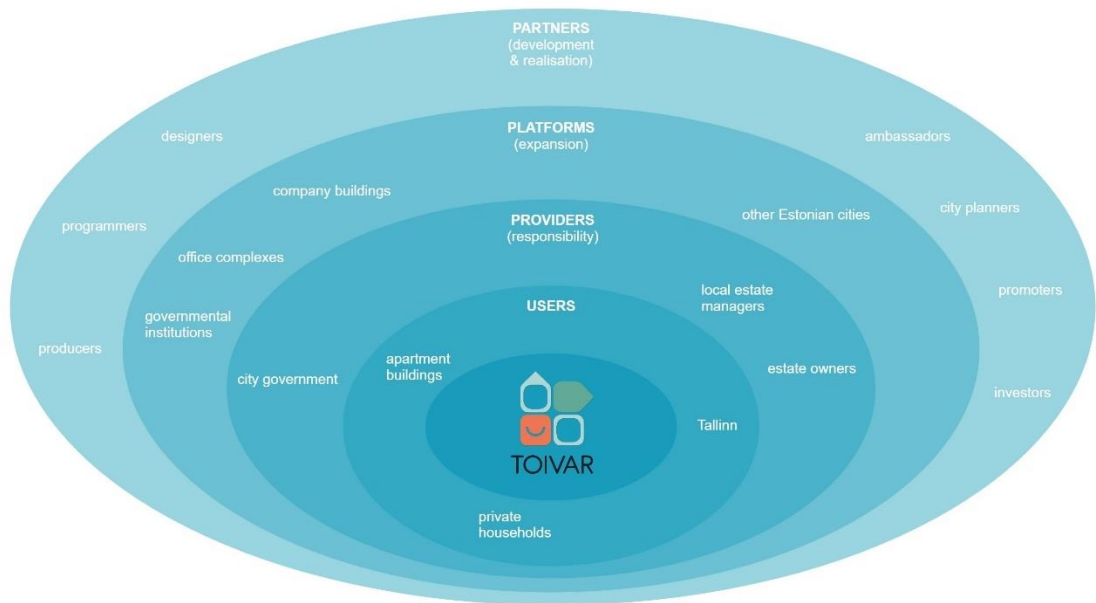 PARTNERS
(development
& realisation)
designers
PLATFORMS
(expansion)
ambassadors
company buildings
other Estonian cities
city planners
programmers
PROVIDERS
(responsibility)
office complexes
local estate
managers
promoters
governmental
institutions
USERS
producers
apartment
buildings
city government
estate owners
investors
Tallinn
TOIVAR
private
households